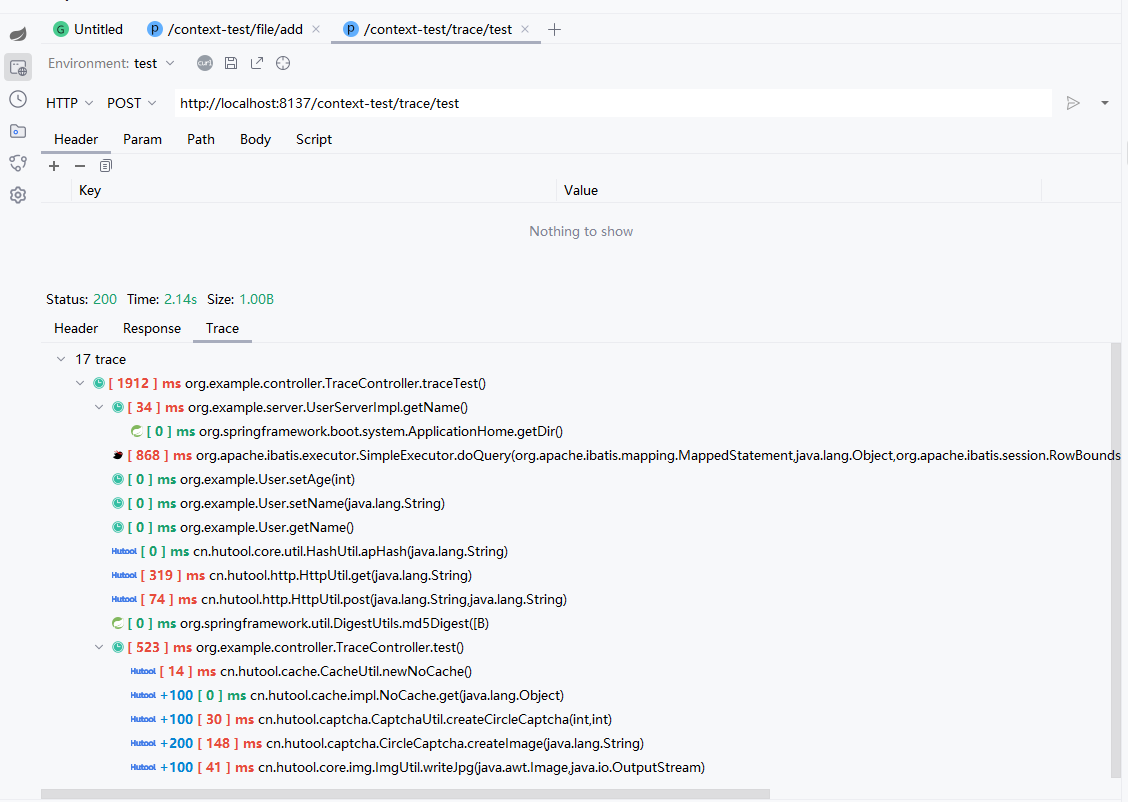 G Untitled p /context-test/file/add × p /context-test/trace/test ×
Environment: test curl
HTTP POST http://localhost:8137/context-test/trace/test
Header Param Path Body Script
Key Value
Nothing to show
Status: 200 Time: 2.14s Size: 1.00B
Header Response Trace
17 trace
[ 1912 ] ms org.example.controller.TraceController.traceTest()
[ 34 ] ms org.example.server.UserServerImpl.getName()
[ 0 ] ms org.springframework.boot.system.ApplicationHome.getDir()
[ 868 ] ms org.apache.ibatis.executor.SimpleExecutor.doQuery(org.apache.ibatis.mapping.MappedStatement,java.lang.Object,org.apache.ibatis.session.RowBounds
[ 0 ] ms org.example.User.setAge(int)
[ 0 ] ms org.example.User.setName(java.lang.String)
[ 0 ] ms org.example.User.getName()
Hutool [ 0 ] ms cn.hutool.core.util.HashUtil.apHash(java.lang.String)
Hutool [ 319 ] ms cn.hutool.http.HttpUtil.get(java.lang.String)
Hutool [ 74 ] ms cn.hutool.http.HttpUtil.post(java.lang.String,java.lang.String)
[ 0 ] ms org.springframework.util.DigestUtils.md5Digest([B)
[ 523 ] ms org.example.controller.TraceController.test()
Hutool [ 14 ] ms cn.hutool.cache.CacheUtil.newNoCache()
Hutool +100 [ 0 ] ms cn.hutool.cache.impl.NoCache.get(java.lang.Object)
Hutool +100 [ 30 ] ms cn.hutool.captcha.CaptchaUtil.createCircleCaptcha(int,int)
Hutool +200 [ 148 ] ms cn.hutool.captcha.CircleCaptcha.createImage(java.lang.String)
Hutool +100 [ 41 ] ms cn.hutool.core.img.ImgUtil.writeJpg(java.awt.Image,java.io.OutputStream)